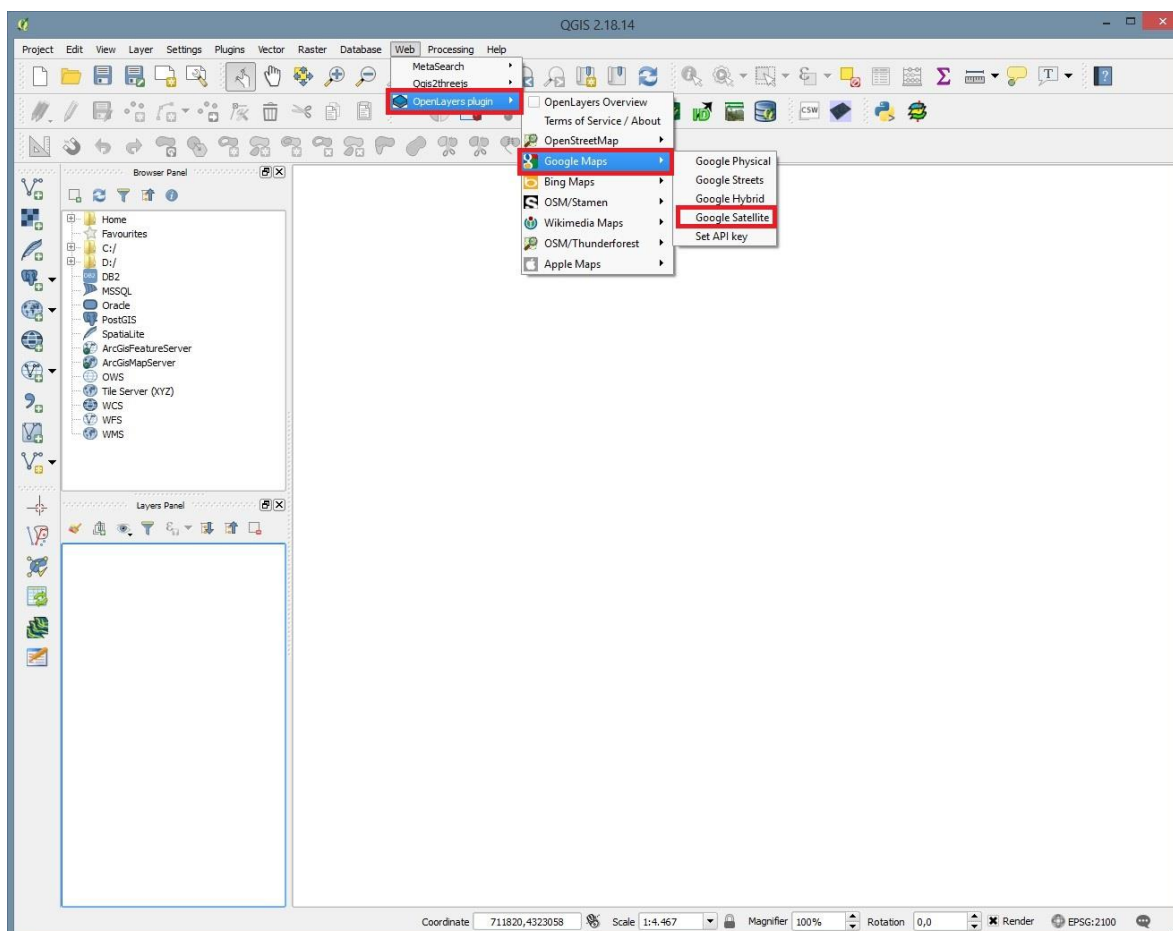 QGIS 2.18.14
Project Edit View Layer Settings Plugins Vector Raster Database Web Processing Help
MetaSearch
Qgis2threejs
OpenLayers plugin
OpenLayers Overview
Terms of Service / About
OpenStreetMap
Google Maps
Bing Maps
OSM/Stamen
Wikimedia Maps
OSM/Thunderforest
Apple Maps
Google Physical
Google Streets
Google Hybrid
Google Satellite
Set API key
CSW
Browser Panel
Home
Favourites
C:/
D:/
DB2
MSSQL
Oracle
PostGIS
SpatiaLite
ArcGisFeatureServer
ArcGisMapServer
OWS
Tile Server (XYZ)
WCS
WFS
WMS
Layers Panel
Coordinate 711820,4323058 Scale 1:4.467 Magnifier 100% Rotation 0,0 Render EPSG:2100